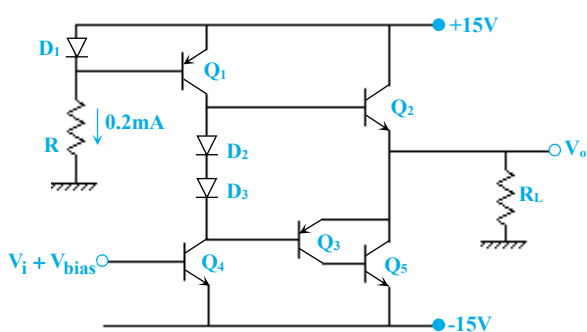 +15V
D1
Q1
Q2
R
0.2mA
D2
Vo
D3
RL
Q3
Vi + Vbias
Q4
Q5
-15V